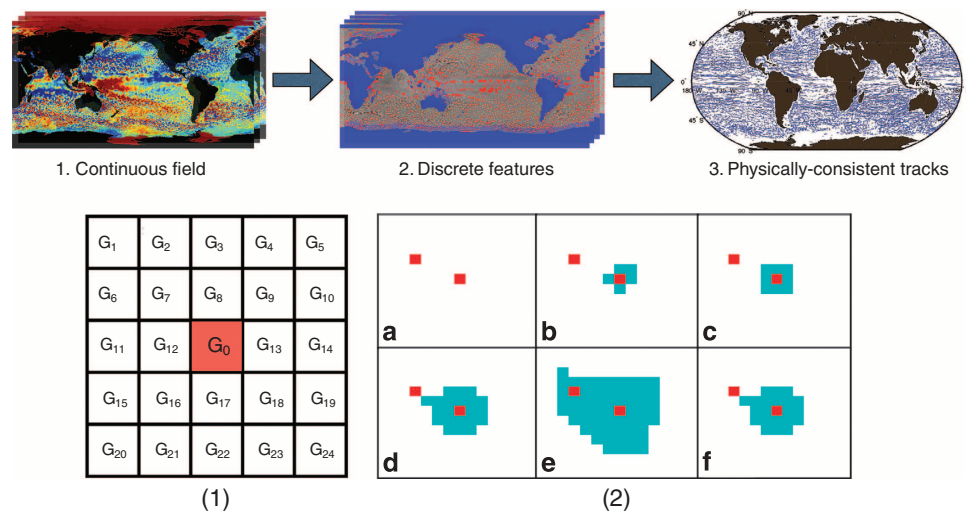 1. Continuous field
2. Discrete features
3. Physically-consistent tracks
90° N
45° N
0°
180° W
135° W
45° S
90° S
G1 G2 G3 G4 G5
G6 G7 G8 G9 G10
G11 G12 G0 G13 G14
G15 G16 G17 G18 G19
G20 G21 G22 G23 G24
(1)
a
b
c
d
e
f
(2)